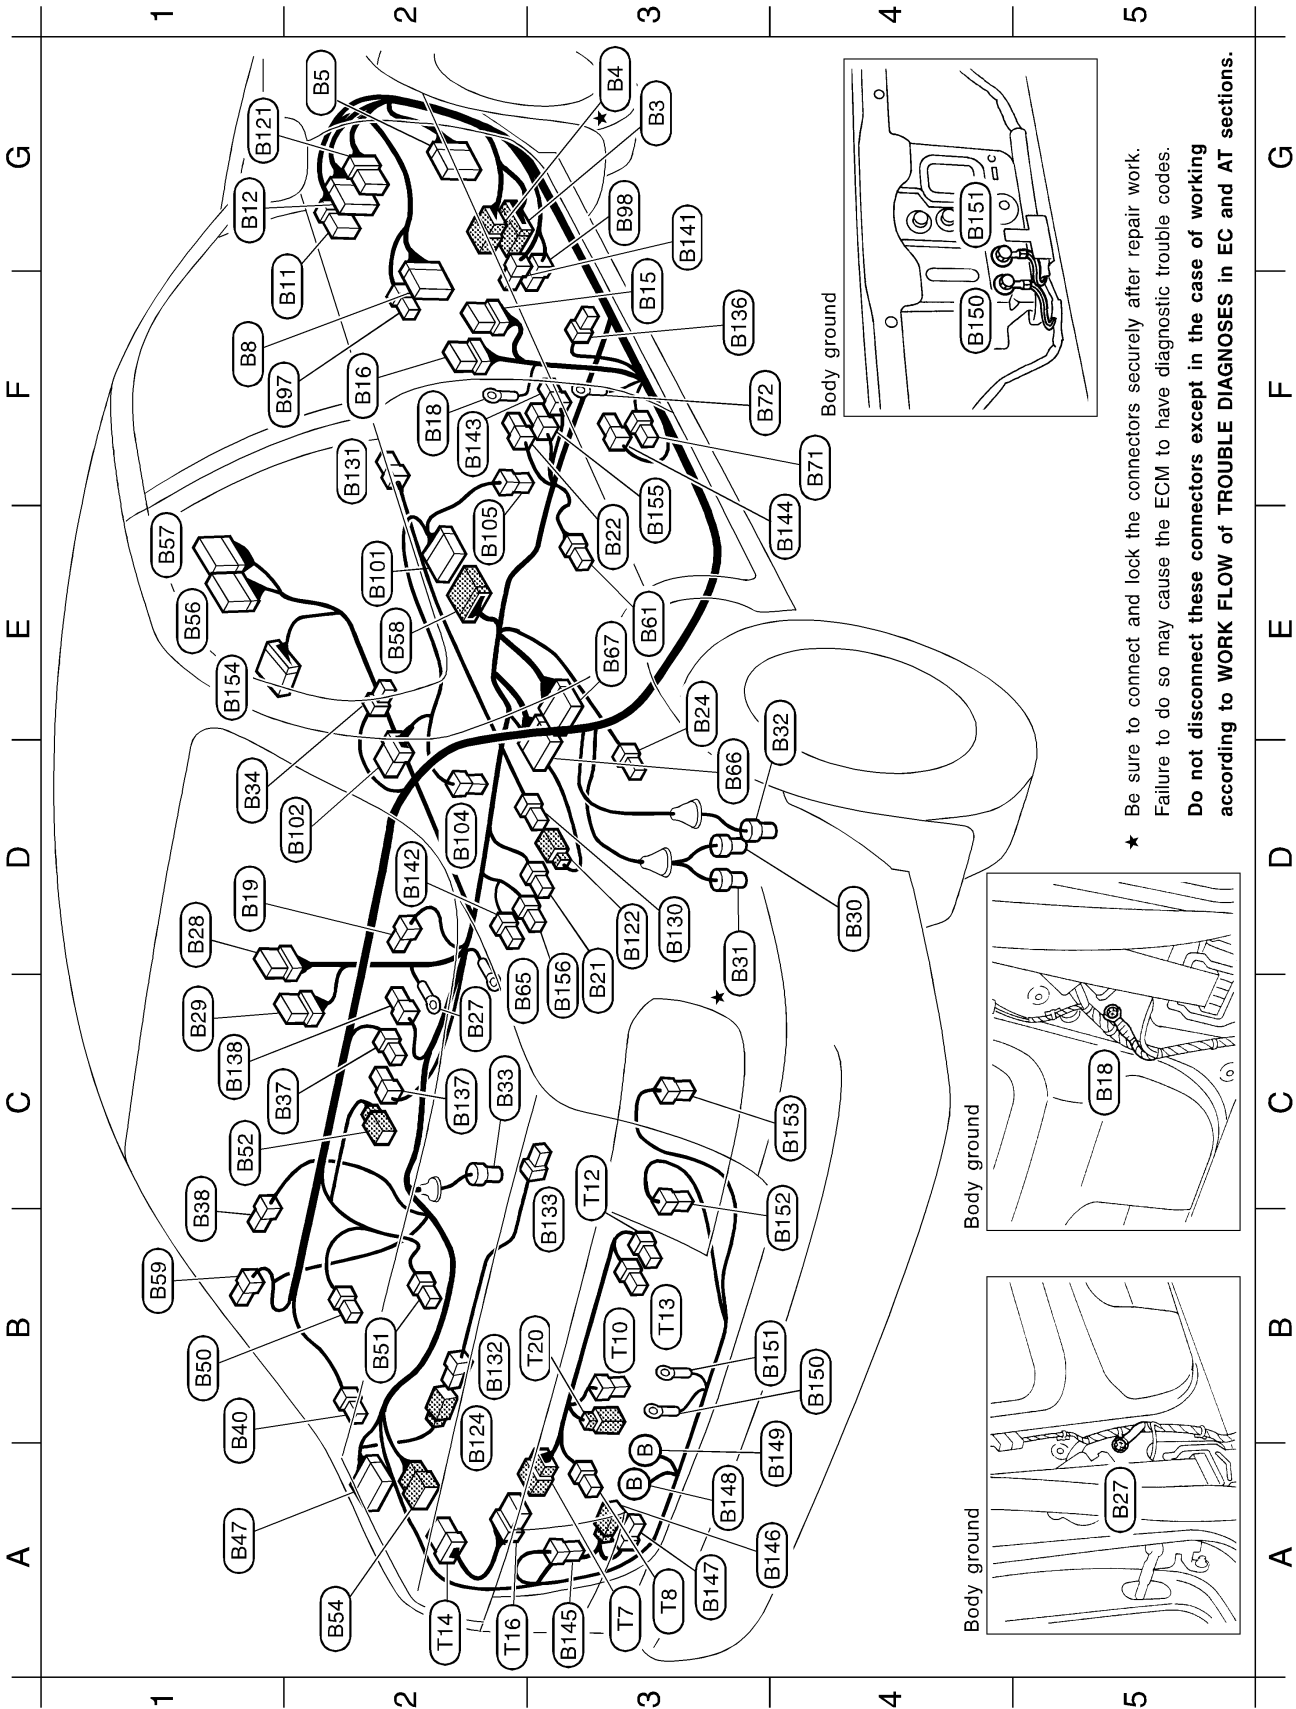 1
2
3
4
5
G
F
E
D
C
B
A
B121
B5
B4
B3
B12
B98
B141
B11
B15
B8
B136
B97
B16
B18
B72
B143
B131
B71
B155
B105
B144
B22
B57
B101
B56
B58
B61
B67
B154
B24
B32
B34
B66
B102
B104
B142
B19
B30
B130
B122
B28
B31
B21
B156
B65
B29
B27
B138
B37
B33
B137
B52
B153
T12
B38
B133
B152
B59
T13
T10
B50
B51
T20
B151
B132
B150
B40
B124
B
B149
B
B148
B47
B146
B147
B54
T14
T16
B145
T7
T8
Body ground
B151
B150
★ Be sure to connect and lock the connectors securely after repair work.
Failure to do so may cause the ECM to have diagnostic trouble codes.
Do not disconnect these connectors except in the case of working
according to WORK FLOW of TROUBLE DIAGNOSES in EC and AT sections.
Body ground
B18
Body ground
B27
G
F
E
D
C
B
A
1
2
3
4
5